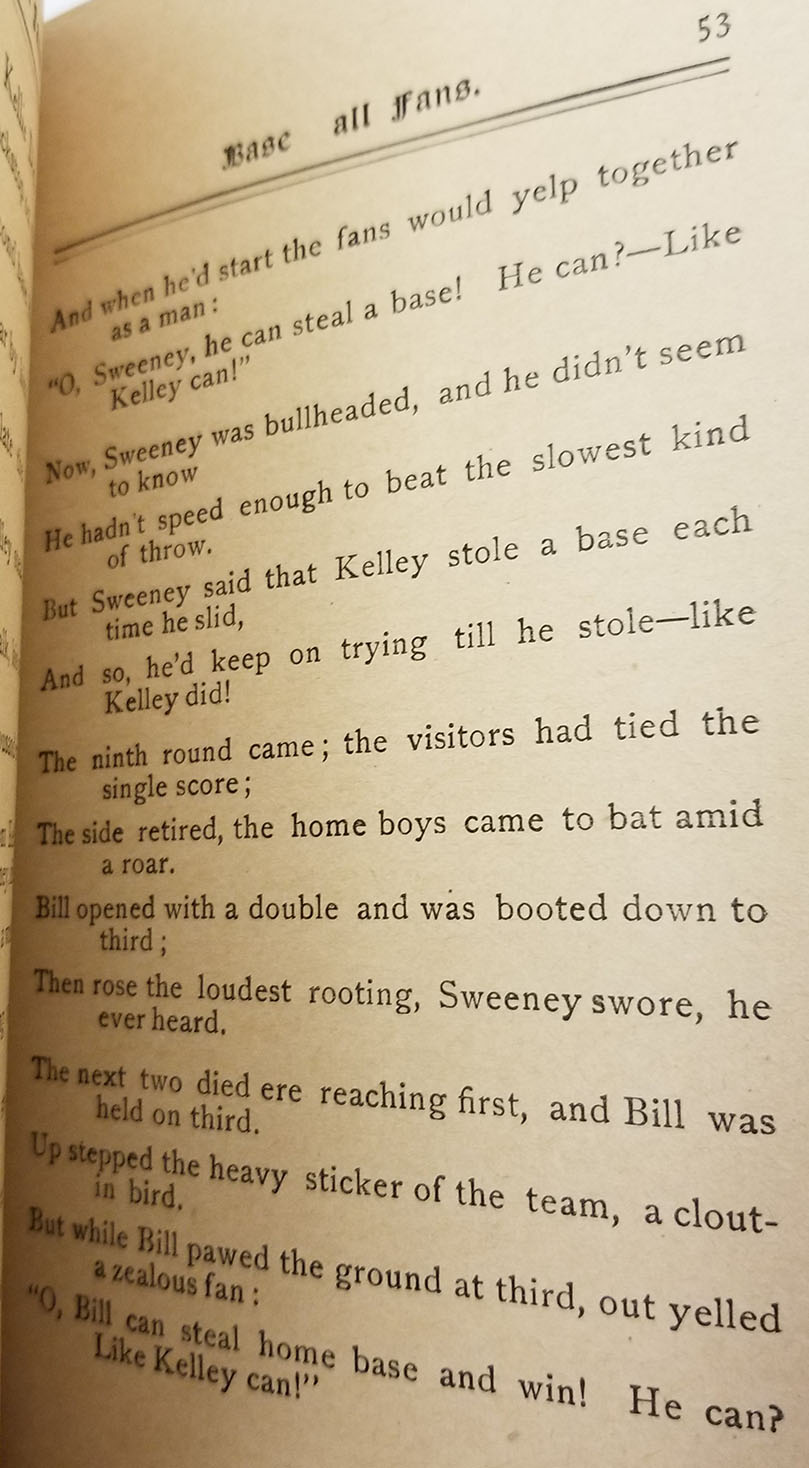 53
Base all Fans.
And when he'd start the fans would yelp together
as a man:
"O, Sweeney, he can steal a base! He can?—Like
Kelley can!"
Now, Sweeney was bullheaded, and he didn't seem
to know
He hadn't speed enough to beat the slowest kind
of throw.
But Sweeney said that Kelley stole a base each
time he slid,
And so, he'd keep on trying till he stole—like
Kelley did!
The ninth round came; the visitors had tied the
single score;
The side retired, the home boys came to bat amid
a roar.
Bill opened with a double and was booted down to
third;
Then rose the loudest rooting, Sweeney swore, he
ever heard.
The next two died ere reaching first, and Bill was
held on third.
Up stepped the heavy sticker of the team, a clout-
in bird.
But while Bill pawed the ground at third, out yelled
a zealous fan:
"O, Bill can steal home base and win! He can?
Like Kelley can!"